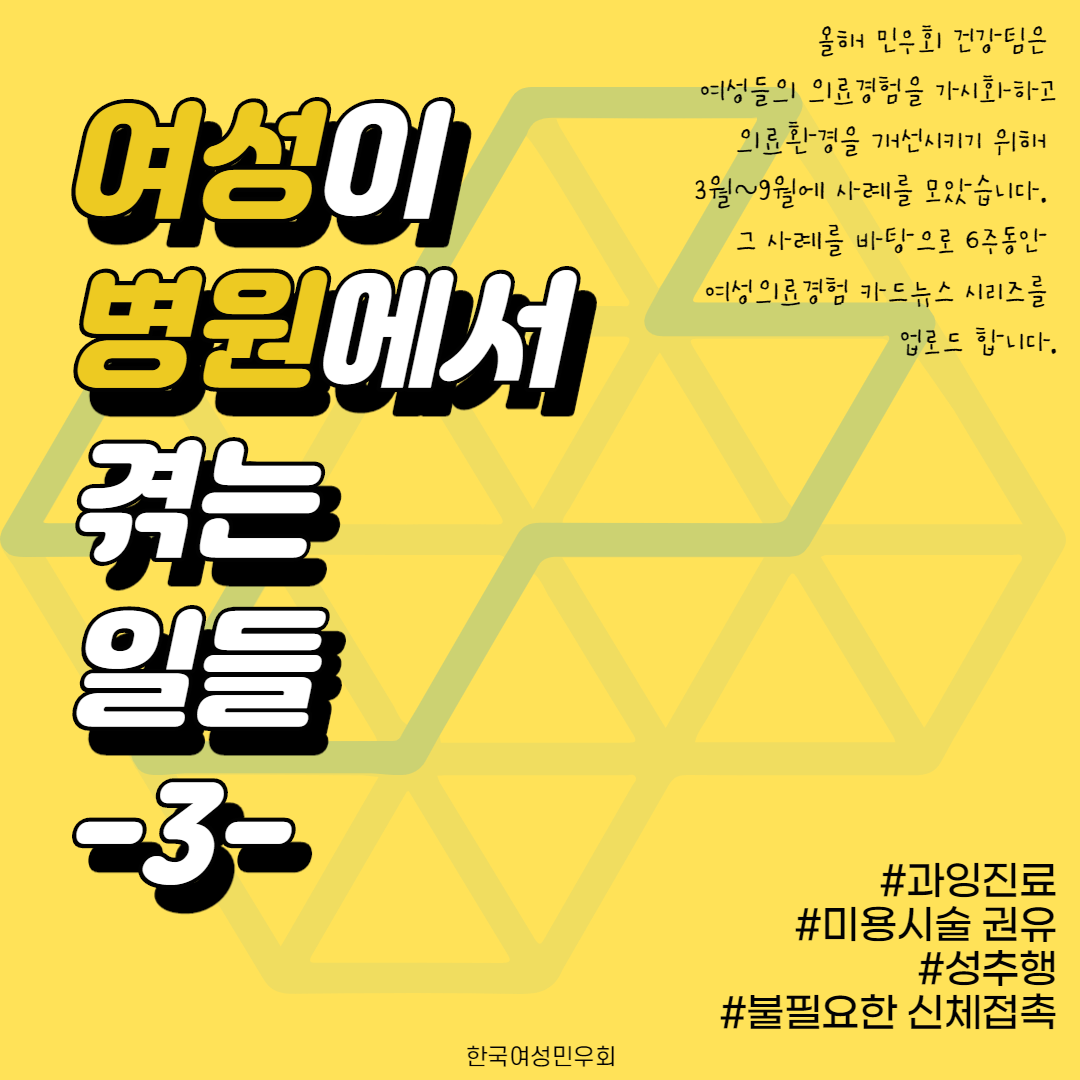 여성이
병원에서
겪는
일들
-3-
올해 민우회 건강팀은
여성들의 의료경험을 가시화하고
의료환경을 개선시키기 위해
3월~9월에 사례를 모았습니다.
그 사례를 바탕으로 6주동안
여성의료경험 카드뉴스 시리즈를
업로드 합니다.
#과잉진료
#미용시술 권유
#성추행
#불필요한 신체접촉
한국여성민우회